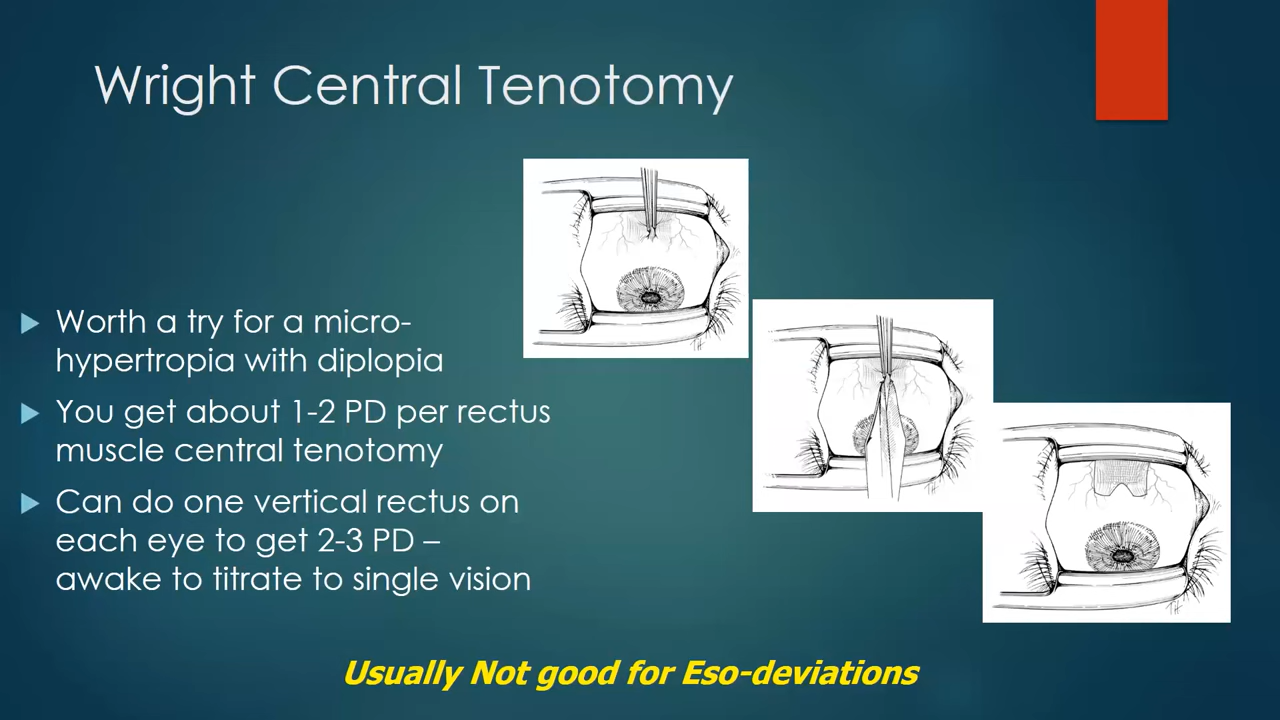 Wright Central Tenotomy
Worth a try for a micro-
hypertropia with diplopia
You get about 1-2 PD per rectus
muscle central tenotomy
Can do one vertical rectus on
each eye to get 2-3 PD –
awake to titrate to single vision
Usually Not good for Eso-deviations